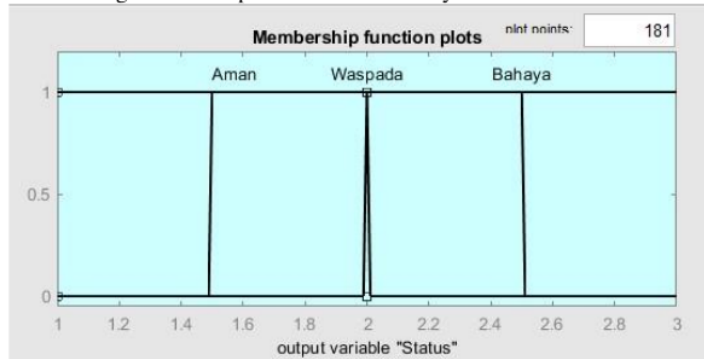 Membership function plots
plot points:
181
Aman
Waspada
Bahaya
1
0.5
0
1 1.2 1.4 1.6 1.8 2 2.2 2.4 2.6 2.8 3
output variable "Status"